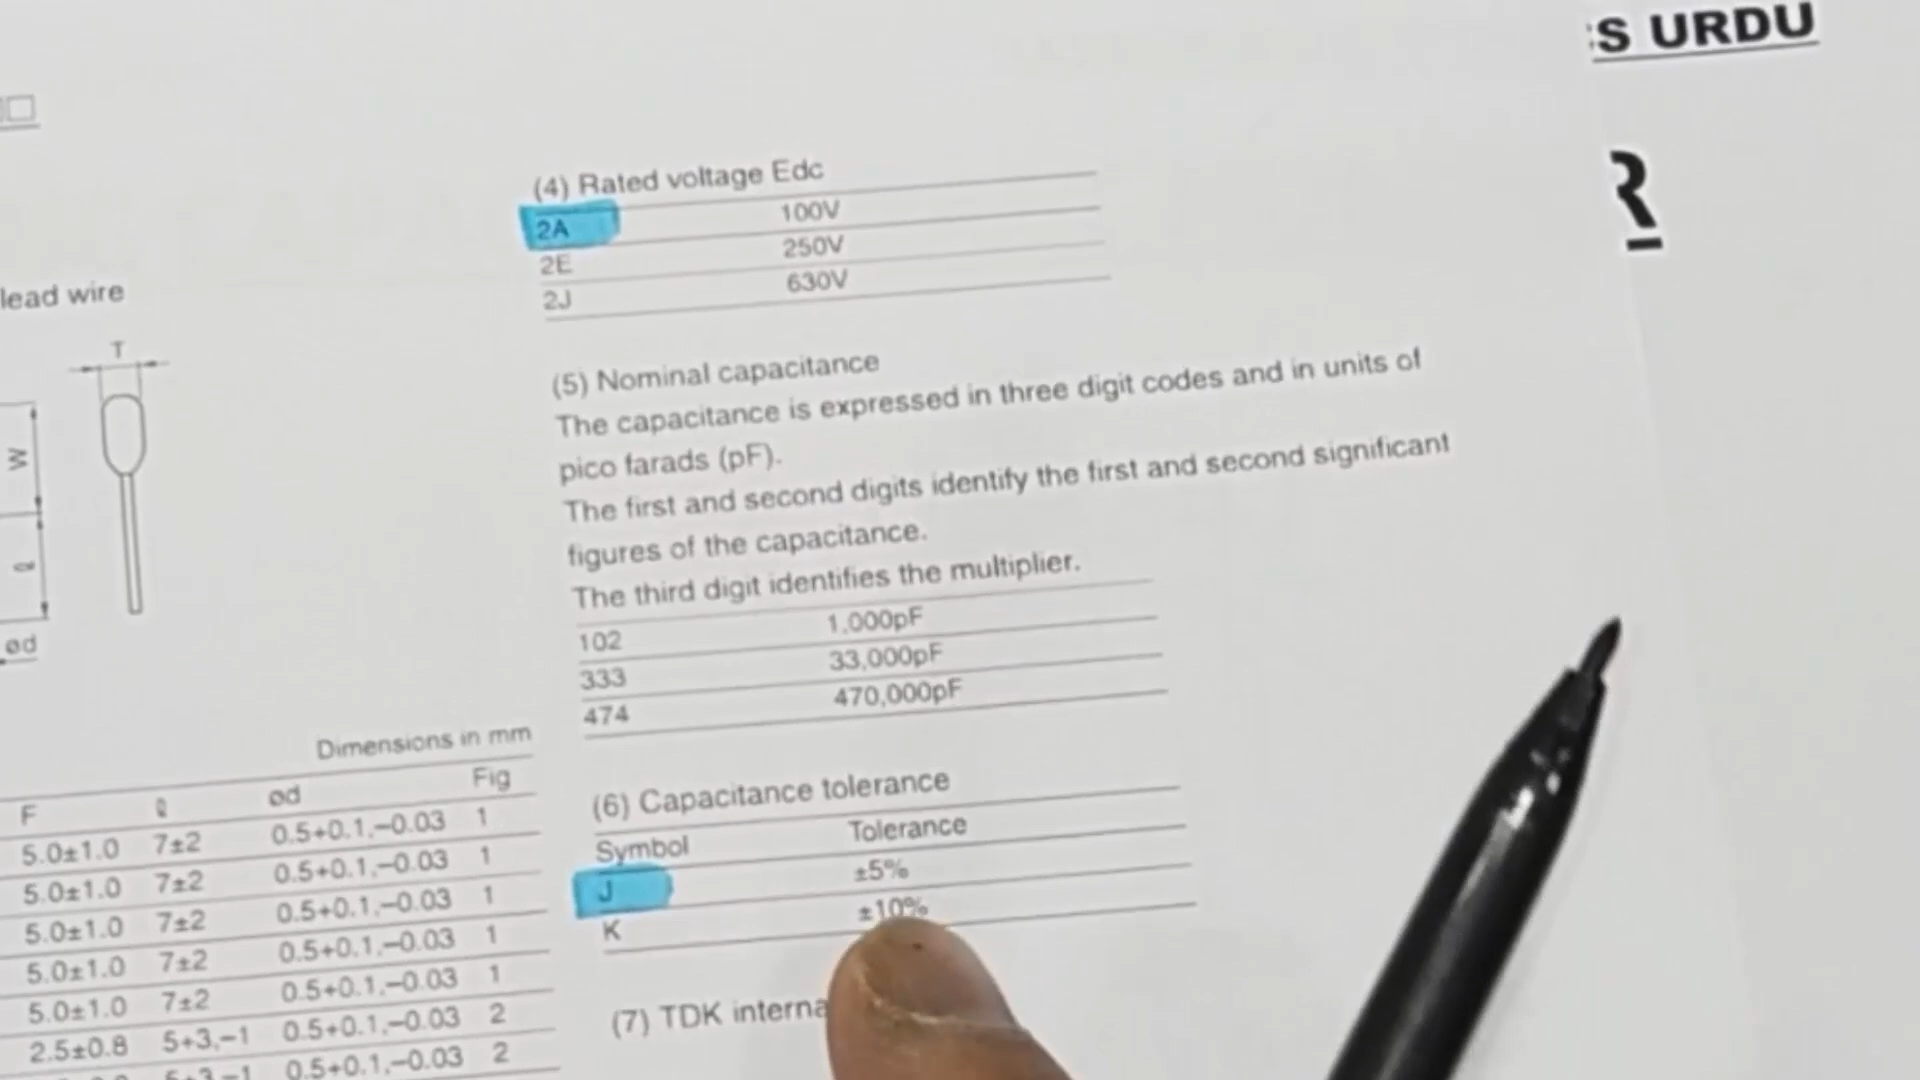 S URDU
R
lead wire
T
W
ℓ
ød
(4) Rated voltage Edc
2A 100V
2E 250V
2J 630V
(5) Nominal capacitance
The capacitance is expressed in three digit codes and in units of
pico farads (pF).
The first and second digits identify the first and second significant
figures of the capacitance.
The third digit identifies the multiplier.
102 1,000pF
333 33,000pF
474 470,000pF
Dimensions in mm
F ℓ ød Fig
5.0±1.0 7±2 0.5+0.1,–0.03 1
5.0±1.0 7±2 0.5+0.1,–0.03 1
5.0±1.0 7±2 0.5+0.1,–0.03 1
5.0±1.0 7±2 0.5+0.1,–0.03 1
5.0±1.0 7±2 0.5+0.1,–0.03 1
2.5±0.8 5+3,–1 0.5+0.1,–0.03 2
5+3,–1 0.5+0.1,–0.03 2
(6) Capacitance tolerance
Symbol Tolerance
J ±5%
K ±10%
(7) TDK interna